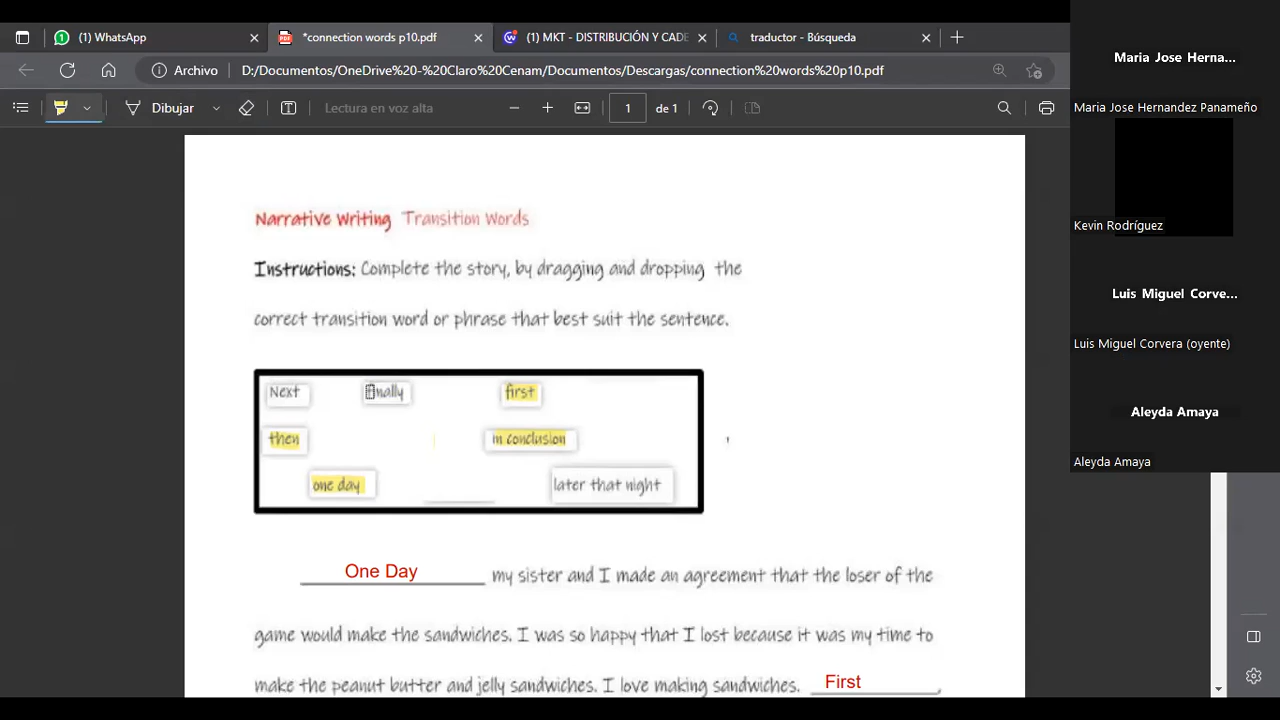 (1) WhatsApp
*connection words p10.pdf
(1) MKT - DISTRIBUCIÓN Y CADE
traductor - Búsqueda
Archivo
D:/Documentos/OneDrive%20-%20Claro%20Cenam/Documentos/Descargas/connection%20words%20p10.pdf
Dibujar
Lectura en voz alta
1
de 1
Narrative Writing Transition Words
Instructions: Complete the story, by dragging and dropping the
correct transition word or phrase that best suit the sentence.
Next
finally
first
then
in conclusion
one day
later that night
One Day my sister and I made an agreement that the loser of the
game would make the sandwiches. I was so happy that I lost because it was my time to
make the peanut butter and jelly sandwiches. I love making sandwiches. First,
Maria Jose Herna...
Maria Jose Hernandez Panameño
Kevin Rodríguez
Luis Miguel Corve...
Luis Miguel Corvera (oyente)
Aleyda Amaya
Aleyda Amaya